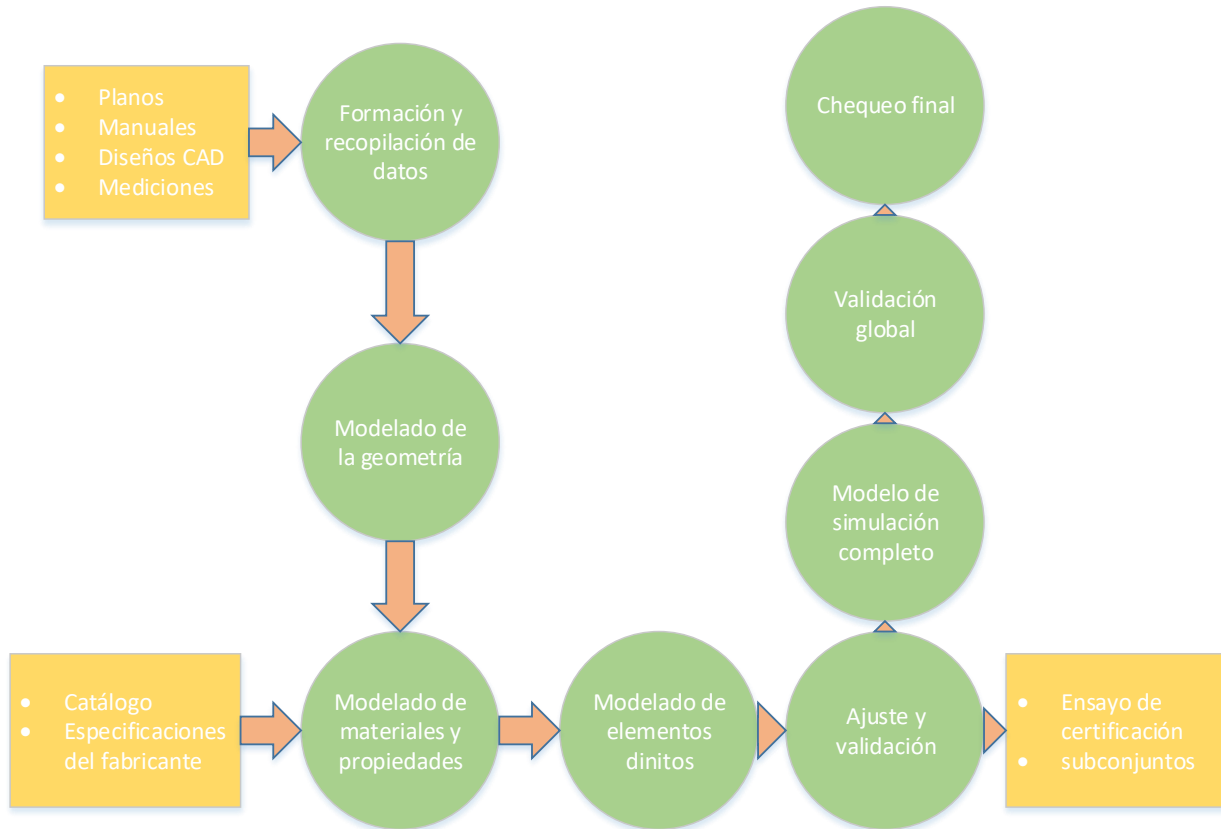 • Planos
• Manuales
• Diseños CAD
• Mediciones
Formación y
recopilación de
datos
Chequeo final
Validación
global
Modelado de
la geometría
Modelo de
simulación
completo
• Catálogo
• Especificaciones
del fabricante
Modelado de
materiales y
propiedades
Modelado de
elementos
dinitos
Ajuste y
validación
• Ensayo de
certificación
• subconjuntos